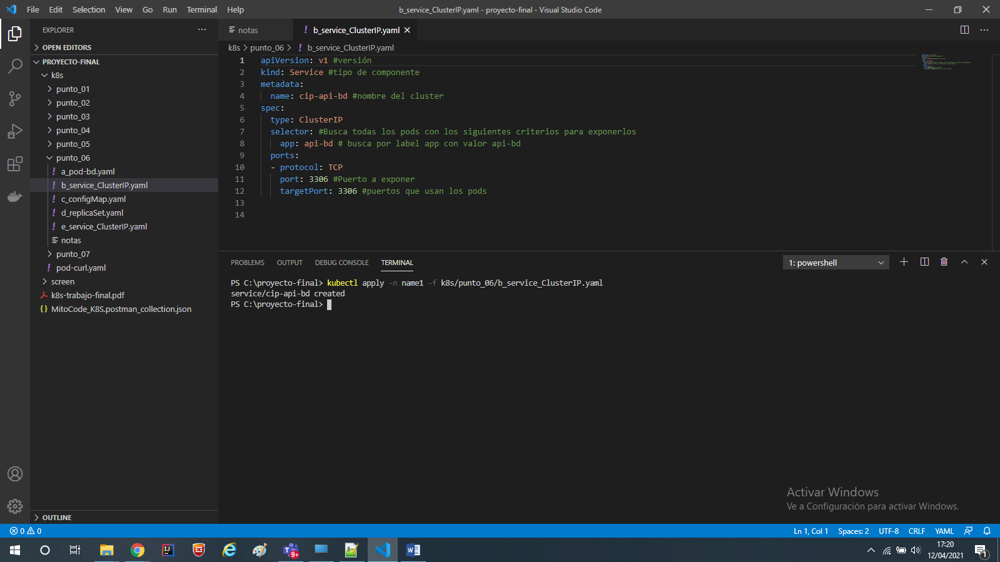 File Edit Selection View Go Run Terminal Help
b_service_ClusterIP.yaml - proyecto-final - Visual Studio Code
EXPLORER
OPEN EDITORS
PROYECTO-FINAL
k8s
punto_01
punto_02
punto_03
punto_04
punto_05
punto_06
! a_pod-bd.yaml
! b_service_ClusterIP.yaml
! c_configMap.yaml
! d_replicaSet.yaml
! e_service_ClusterIP.yaml
notas
punto_07
! pod-curl.yaml
screen
k8s-trabajo-final.pdf
{} MitoCode_K8S.postman_collection.json
OUTLINE
notas
! b_service_ClusterIP.yaml
k8s > punto_06 > ! b_service_ClusterIP.yaml
1 apiVersion: v1 #versión
2 kind: Service #tipo de componente
3 metadata:
4 name: cip-api-bd #nombre del cluster
5 spec:
6 type: ClusterIP
7 selector: #Busca todas los pods con los siguientes criterios para exponerlos
8 app: api-bd # busca por label app con valor api-bd
9 ports:
10 - protocol: TCP
11 port: 3306 #Puerto a exponer
12 targetPort: 3306 #puertos que usan los pods
13
14
PROBLEMS OUTPUT DEBUG CONSOLE TERMINAL
1: powershell
PS C:\proyecto-final> kubectl apply -n name1 -f k8s/punto_06/b_service_ClusterIP.yaml
service/cip-api-bd created
PS C:\proyecto-final>
Activar Windows
Ve a Configuración para activar Windows.
0 0
Ln 1, Col 1 Spaces: 2 UTF-8 CRLF YAML
9+
17:20
12/04/2021
1